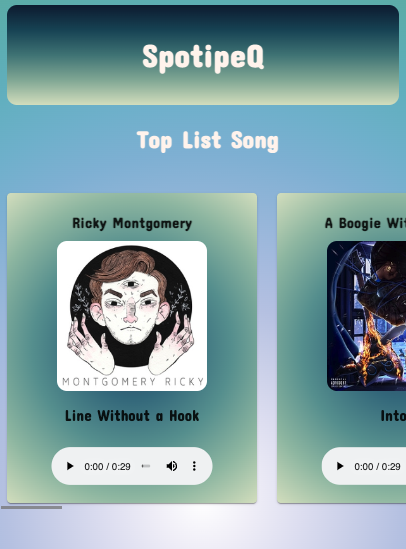 SpotipeQ
Top List Song
Ricky Montgomery
MONTGOMERY RICKY
Line Without a Hook
0:00 / 0:29
A Boogie Wit
Into
0:00 / 0:29